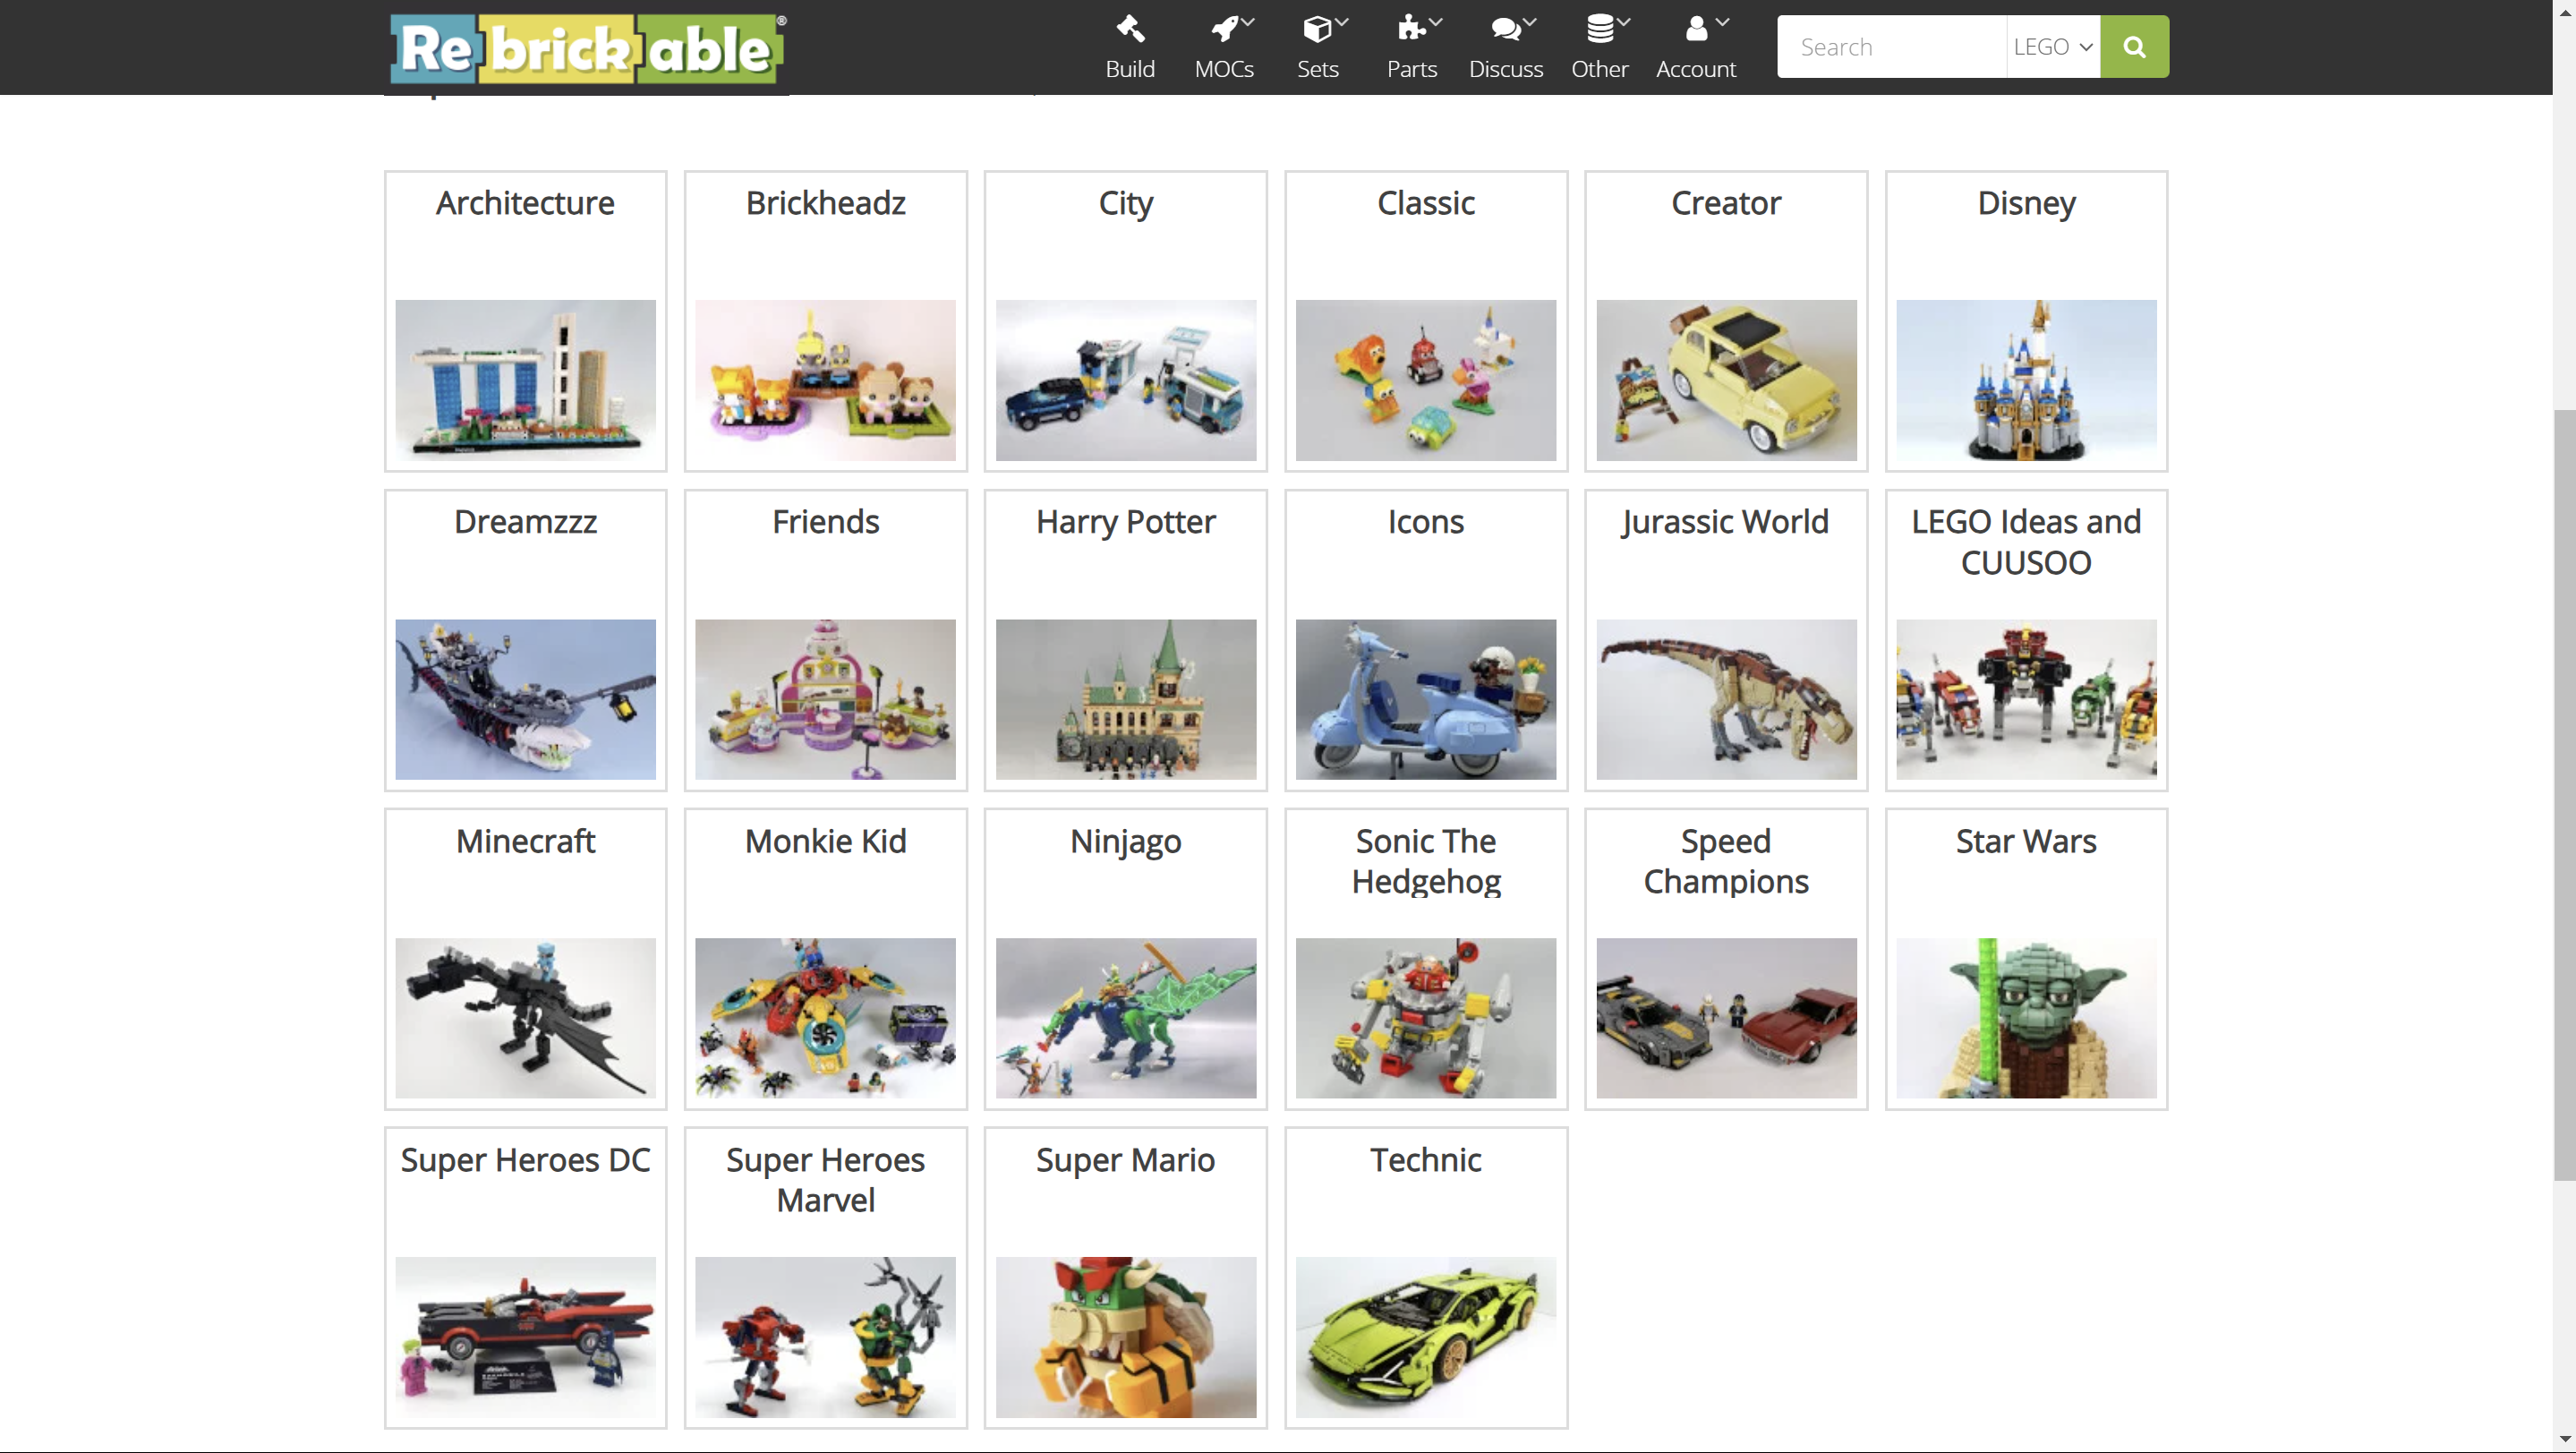 Rebrickable®
Build
MOCs
Sets
Parts
Discuss
Other
Account
Search
LEGO
Architecture
Brickheadz
City
Classic
Creator
Disney
Dreamzzz
Friends
Harry Potter
Icons
Jurassic World
LEGO Ideas and
CUUSOO
Minecraft
Monkie Kid
Ninjago
Sonic The
Hedgehog
Speed
Champions
Star Wars
Super Heroes DC
Super Heroes
Marvel
Super Mario
Technic